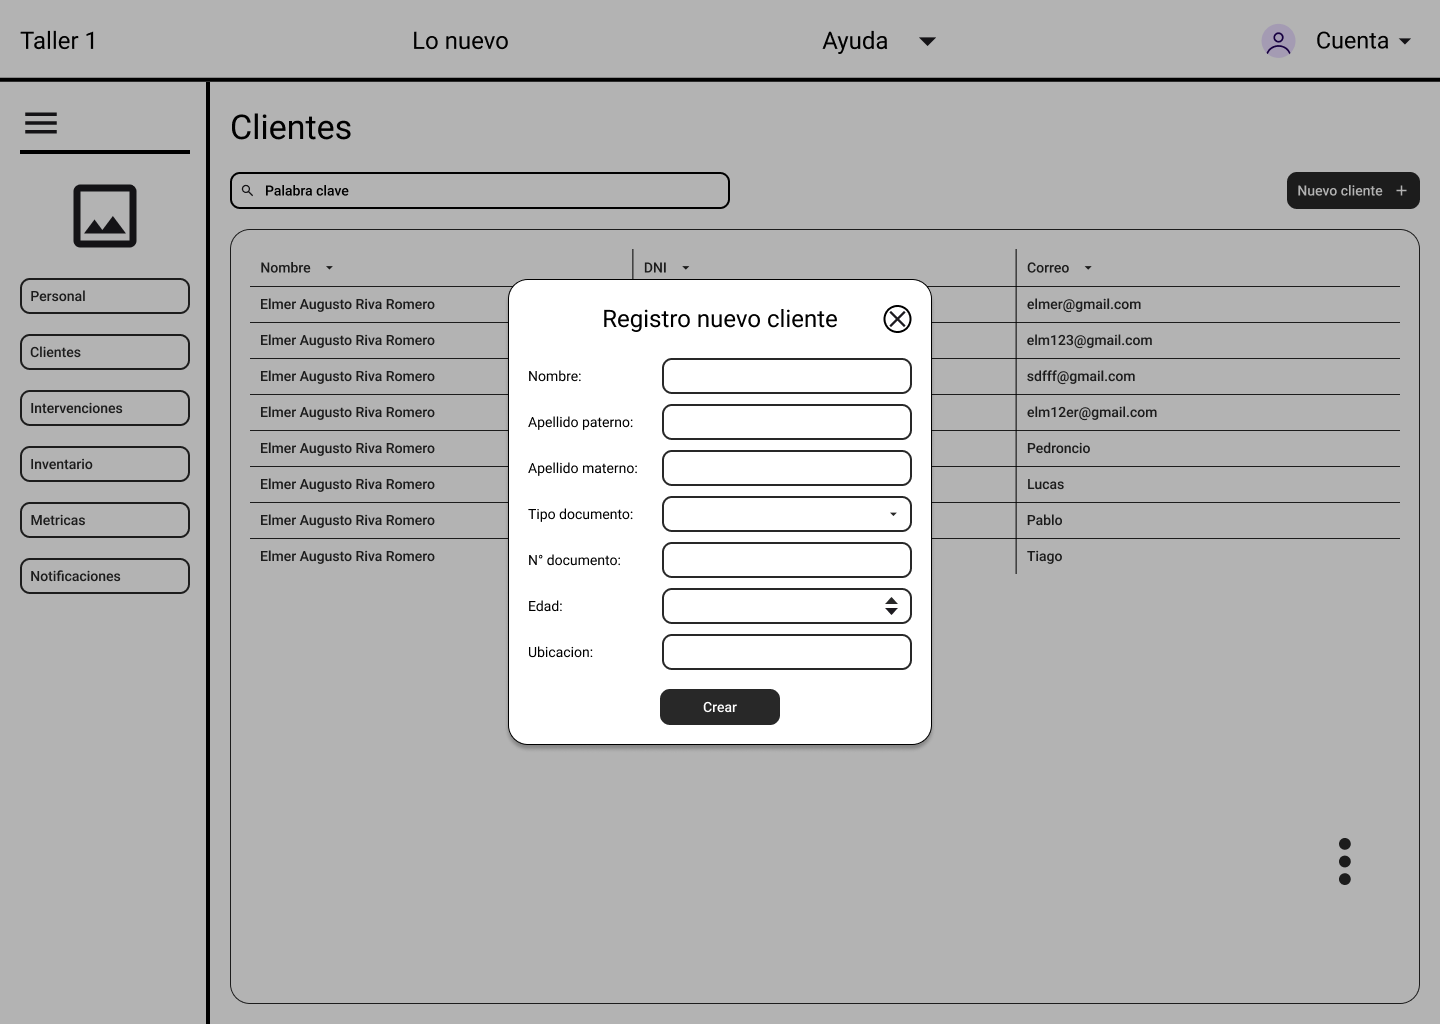 Taller 1
Lo nuevo
Ayuda
Cuenta
Clientes
Palabra clave
Nuevo cliente +
Personal
Clientes
Intervenciones
Inventario
Metricas
Notificaciones
Nombre DNI Correo
Elmer Augusto Riva Romero elmer@gmail.com
Elmer Augusto Riva Romero elm123@gmail.com
Elmer Augusto Riva Romero sdfff@gmail.com
Elmer Augusto Riva Romero elm12er@gmail.com
Elmer Augusto Riva Romero Pedroncio
Elmer Augusto Riva Romero Lucas
Elmer Augusto Riva Romero Pablo
Elmer Augusto Riva Romero Tiago
Registro nuevo cliente
Nombre:
Apellido paterno:
Apellido materno:
Tipo documento:
N° documento:
Edad:
Ubicacion:
Crear